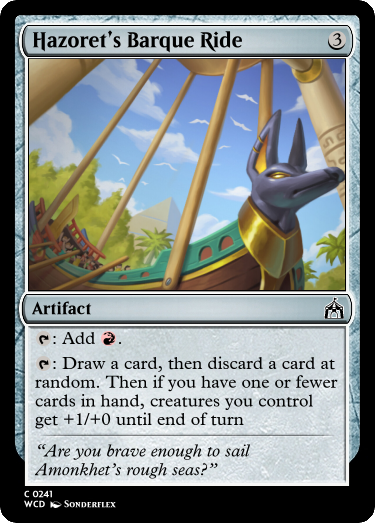 Hazoret's Barque Ride 3
Artifact
: Add .
: Draw a card, then discard a card at
random. Then if you have one or fewer
cards in hand, creatures you control
get +1/+0 until end of turn
“Are you brave enough to sail
Amonkhet's rough seas?”
C 0241
WCD Sonderflex